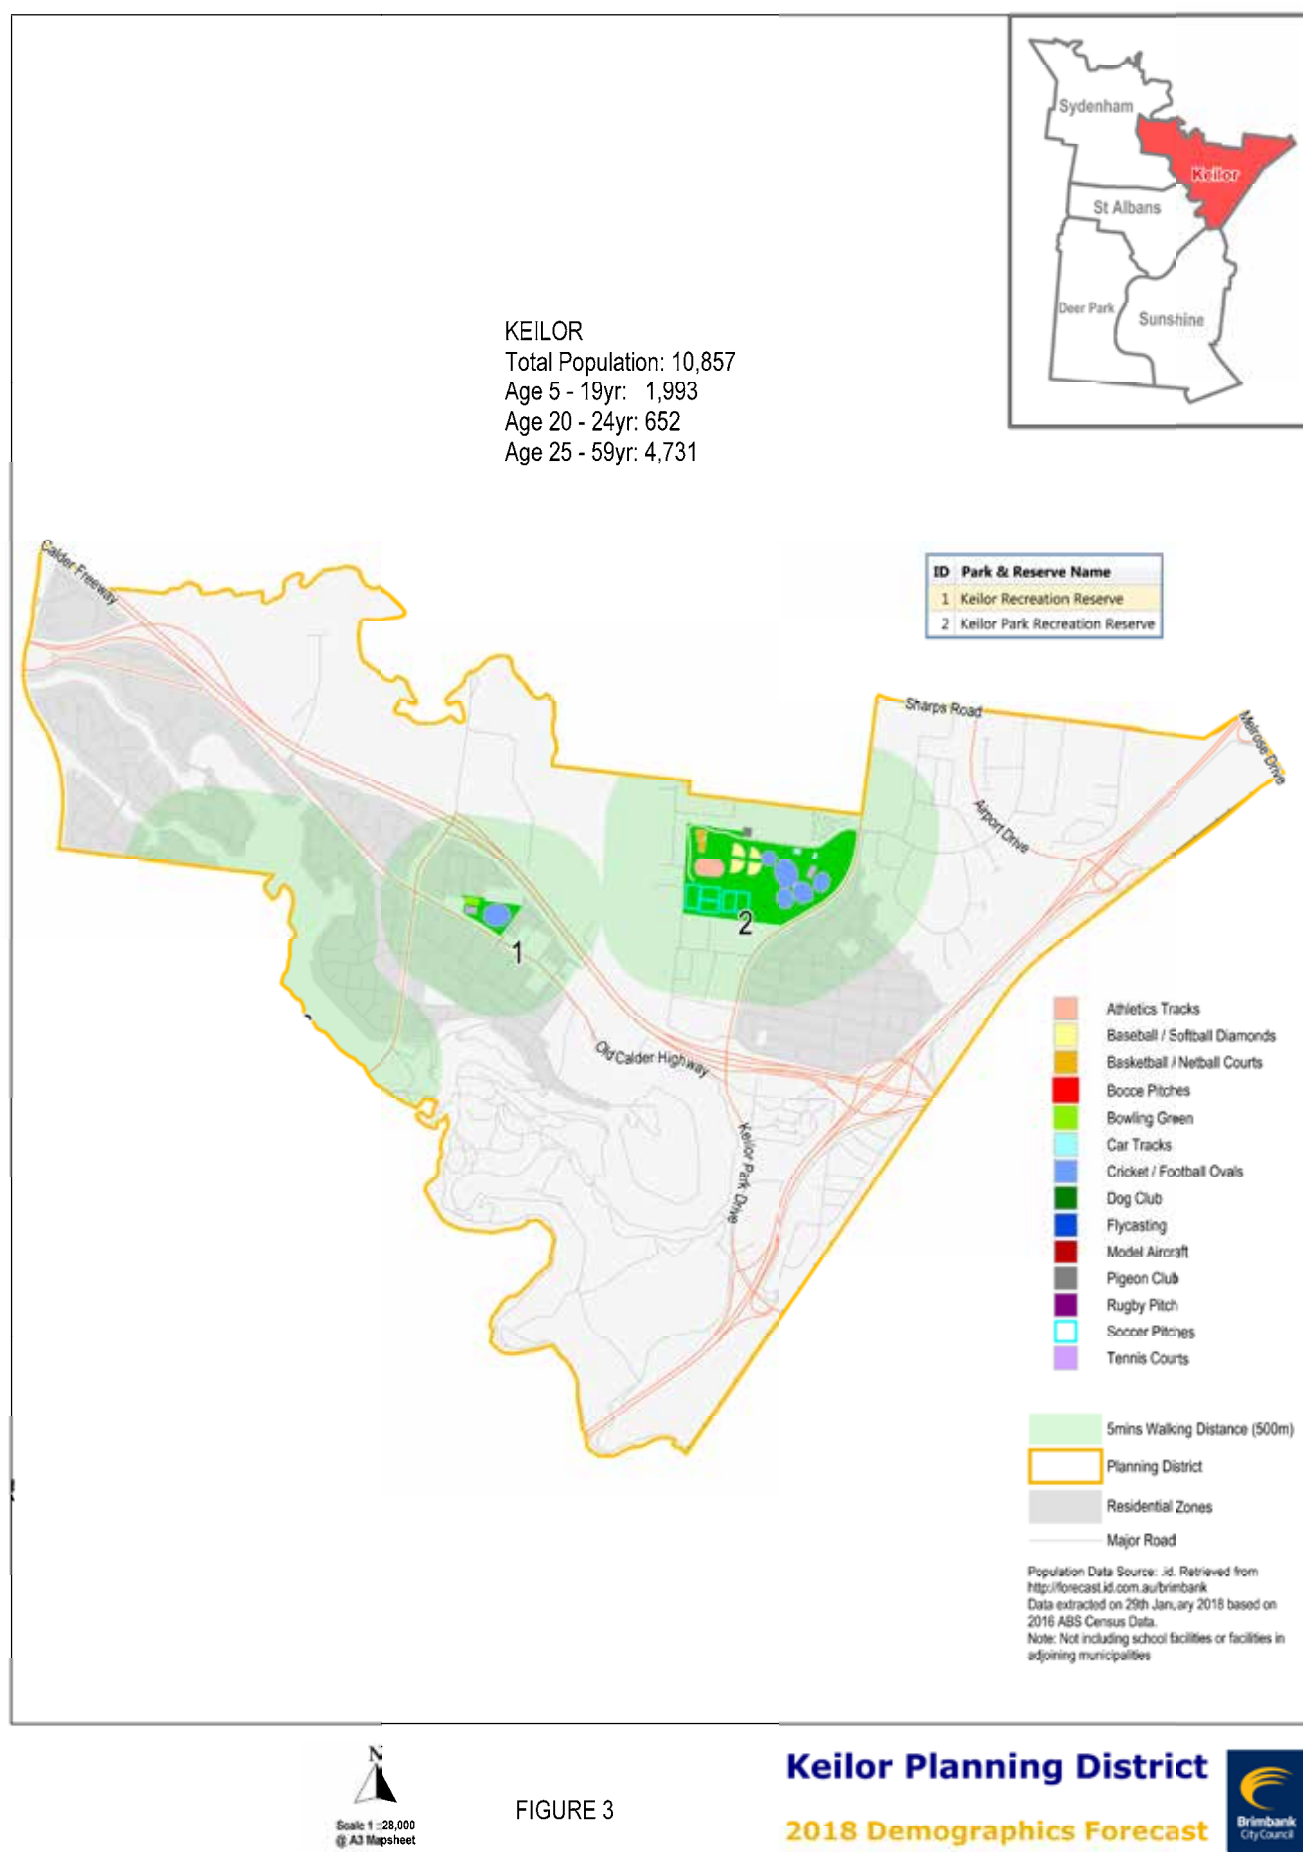 Sydenham
Keilor
St Albans
Deer Park
Sunshine
KEILOR
Total Population: 10,857
Age 5 - 19yr: 1,993
Age 20 - 24yr: 652
Age 25 - 59yr: 4,731
ID Park & Reserve Name
1 Keilor Recreation Reserve
2 Keilor Park Recreation Reserve
Calder Freeway
Sharps Road
Melrose Drive
Airport Drive
1
2
Old Calder Highway
Keilor Park Drive
Athletics Tracks
Baseball / Softball Diamonds
Basketball / Netball Courts
Bocce Pitches
Bowling Green
Car Tracks
Cricket / Football Ovals
Dog Club
Flycasting
Model Aircraft
Pigeon Club
Rugby Pitch
Soccer Pitches
Tennis Courts
5mins Walking Distance (500m)
Planning District
Residential Zones
Major Road
Population Data Source: .id. Retrieved from
http://forecast.id.com.au/brimbank
Data extracted on 29th January 2018 based on
2016 ABS Census Data.
Note: Not including school facilities or facilities in
adjoining municipalities
N
Scale 1 :28,000
@ A3 Mapsheet
FIGURE 3
Keilor Planning District
2018 Demographics Forecast
Brimbank
City Council